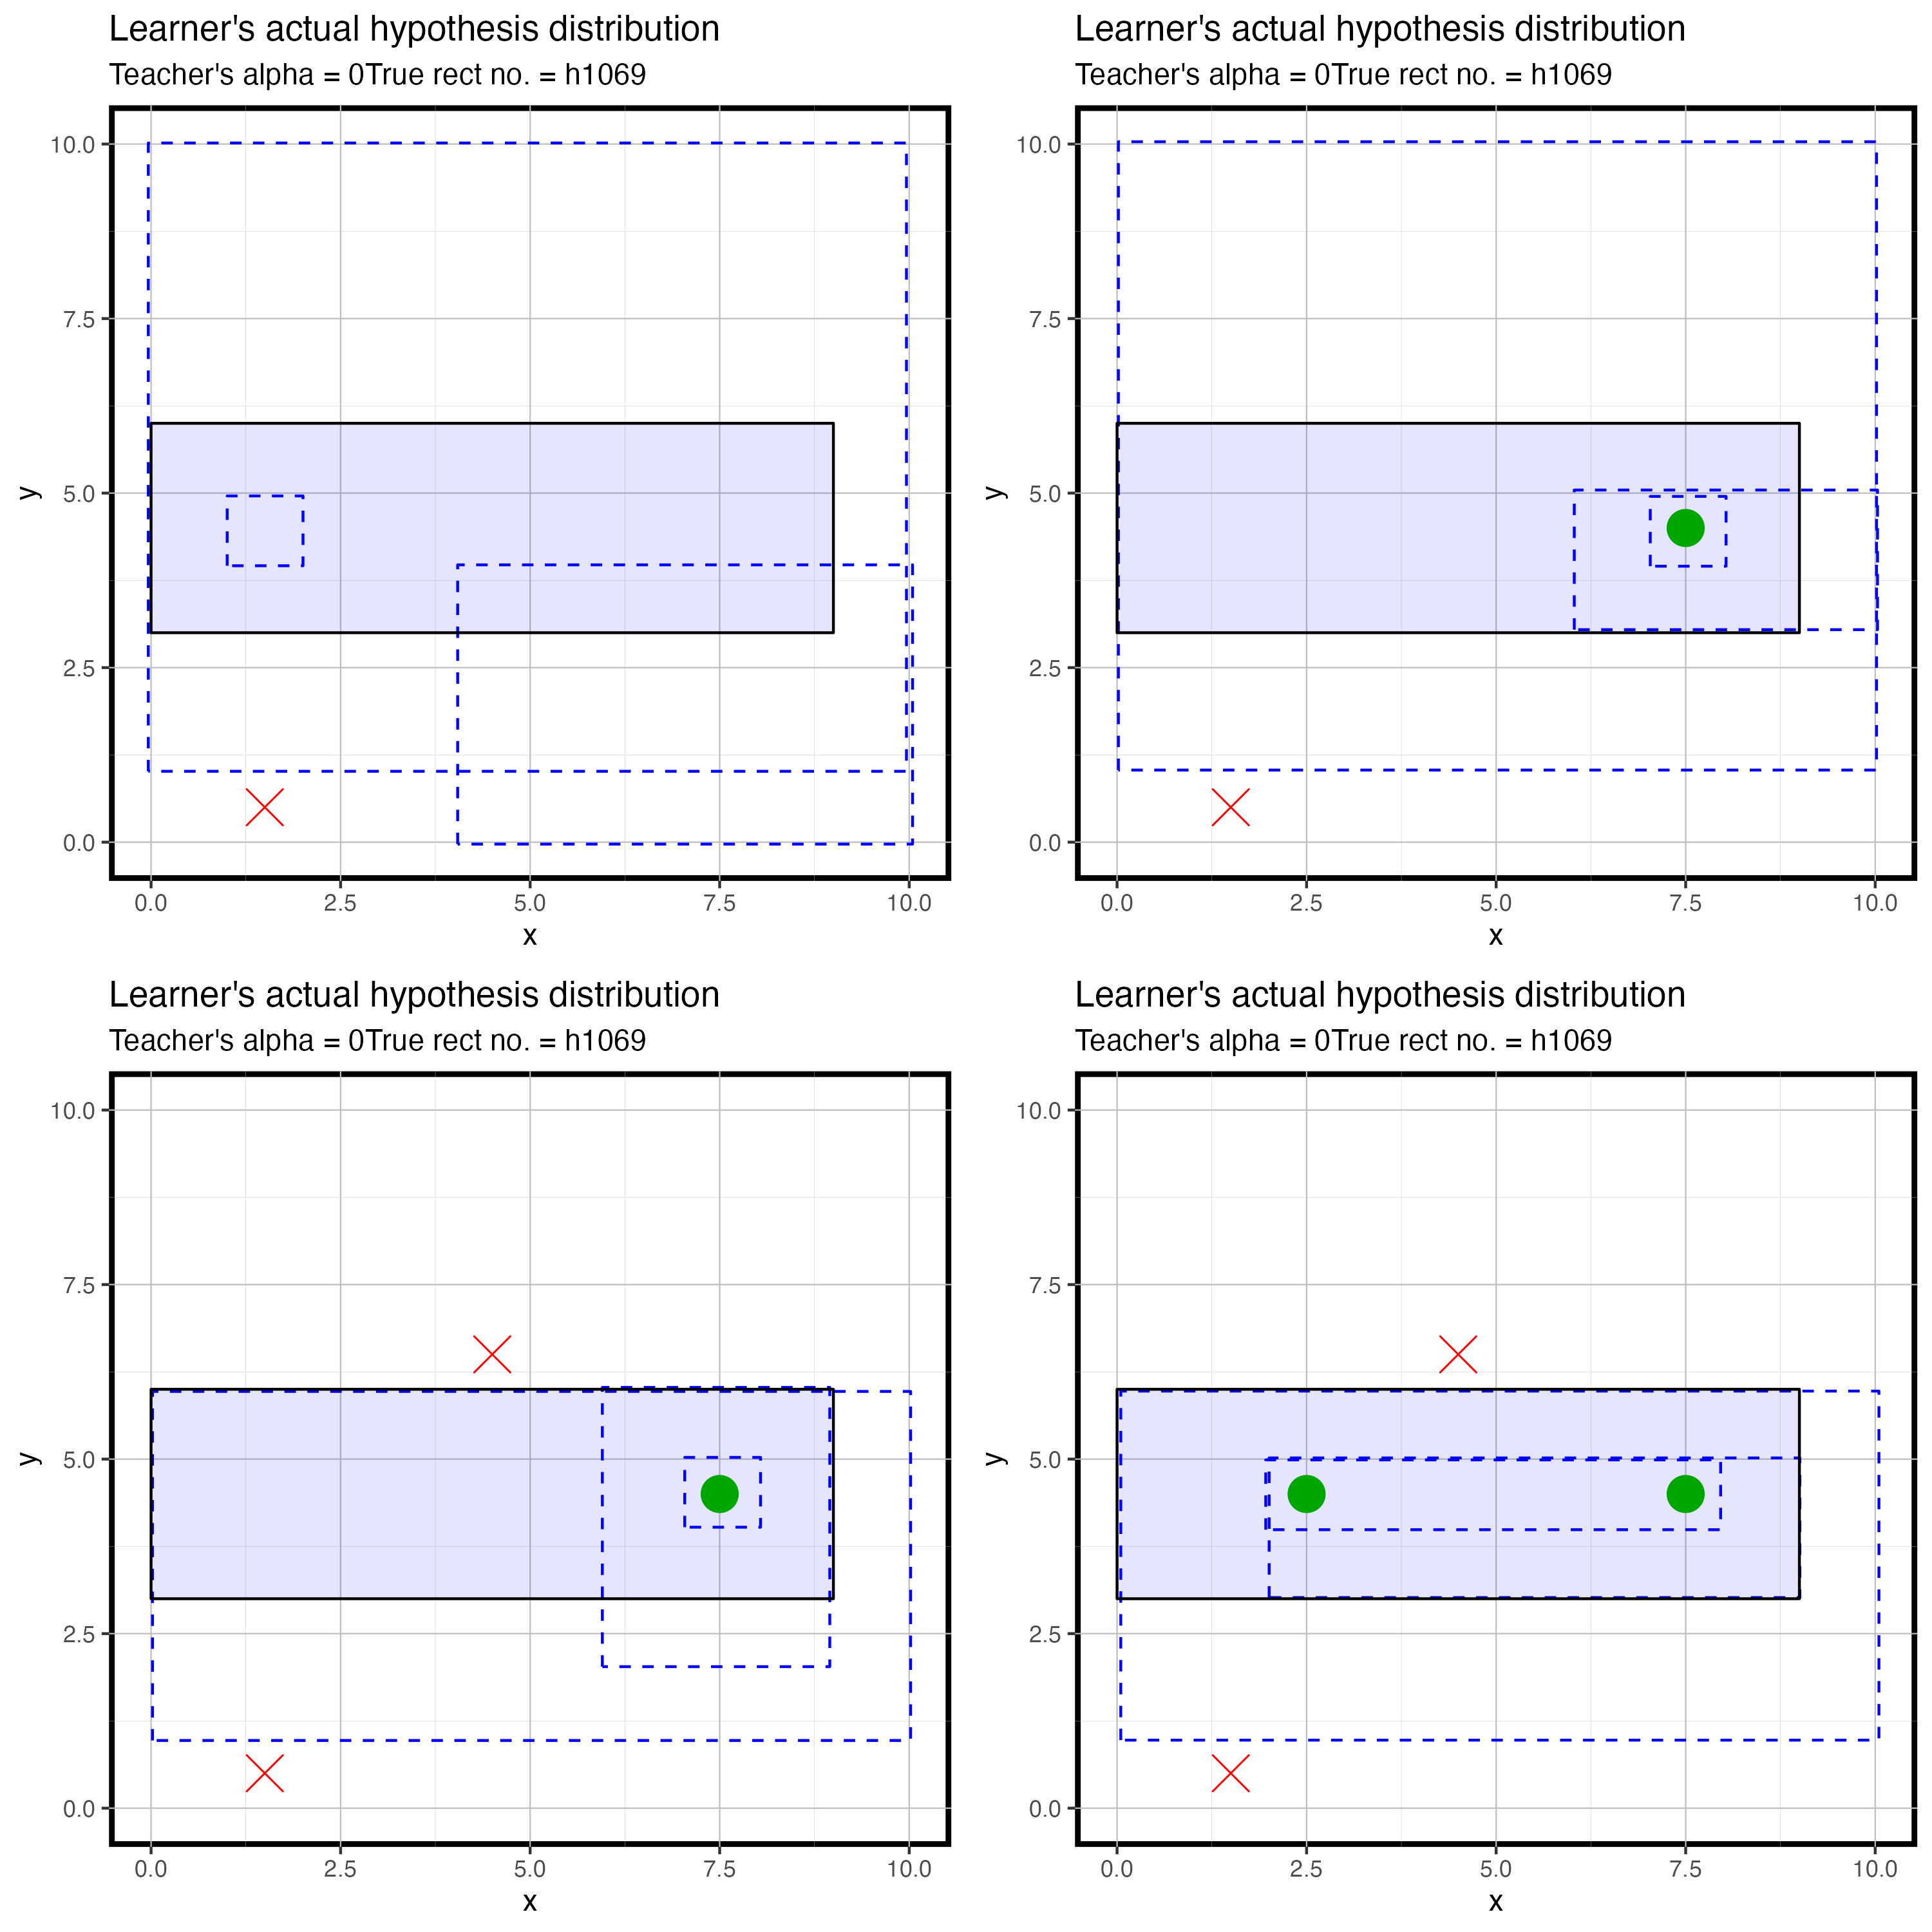 Learner's actual hypothesis distribution
Teacher's alpha = 0True rect no. = h1069
10.0
7.5
5.0
2.5
0.0
y
0.0 2.5 5.0 7.5 10.0
x
Learner's actual hypothesis distribution
Teacher's alpha = 0True rect no. = h1069
10.0
7.5
5.0
2.5
0.0
y
0.0 2.5 5.0 7.5 10.0
x
Learner's actual hypothesis distribution
Teacher's alpha = 0True rect no. = h1069
10.0
7.5
5.0
2.5
0.0
y
0.0 2.5 5.0 7.5 10.0
x
Learner's actual hypothesis distribution
Teacher's alpha = 0True rect no. = h1069
10.0
7.5
5.0
2.5
0.0
y
0.0 2.5 5.0 7.5 10.0
x